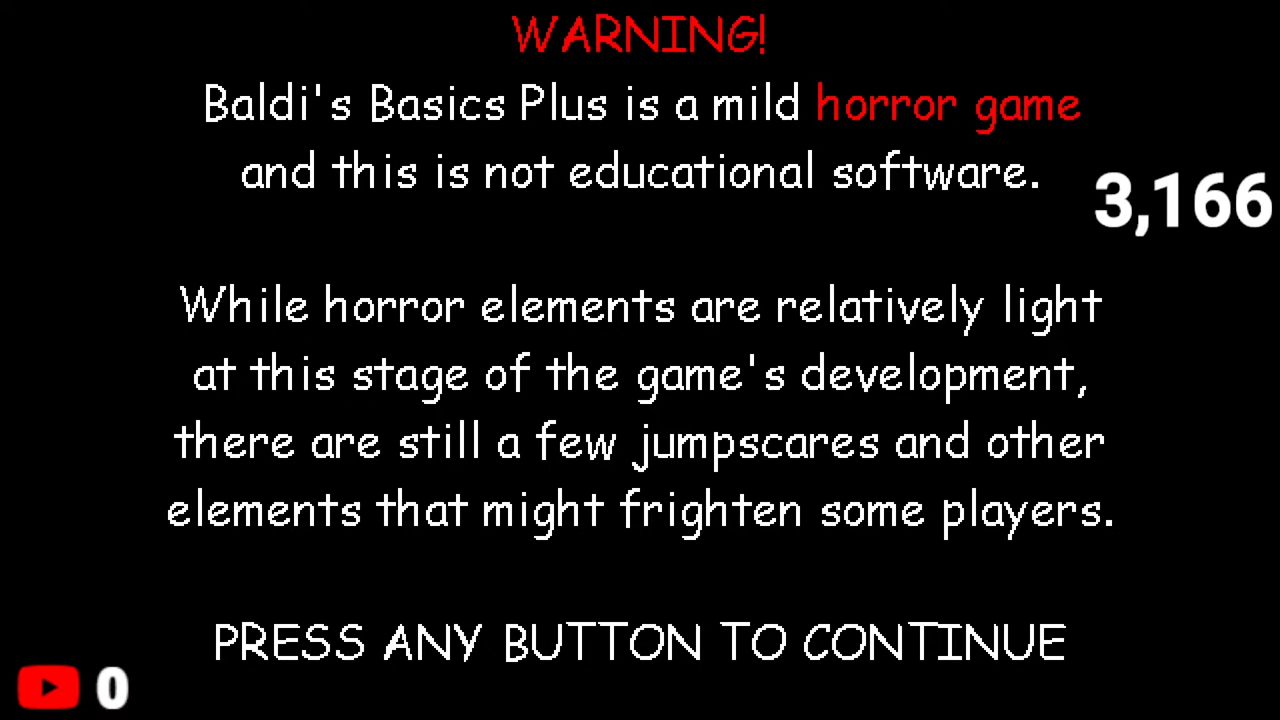 WARNING!
Baldi's Basics Plus is a mild horror game
and this is not educational software.
3,166
While horror elements are relatively light
at this stage of the game's development,
there are still a few jumpscares and other
elements that might frighten some players.
PRESS ANY BUTTON TO CONTINUE
0